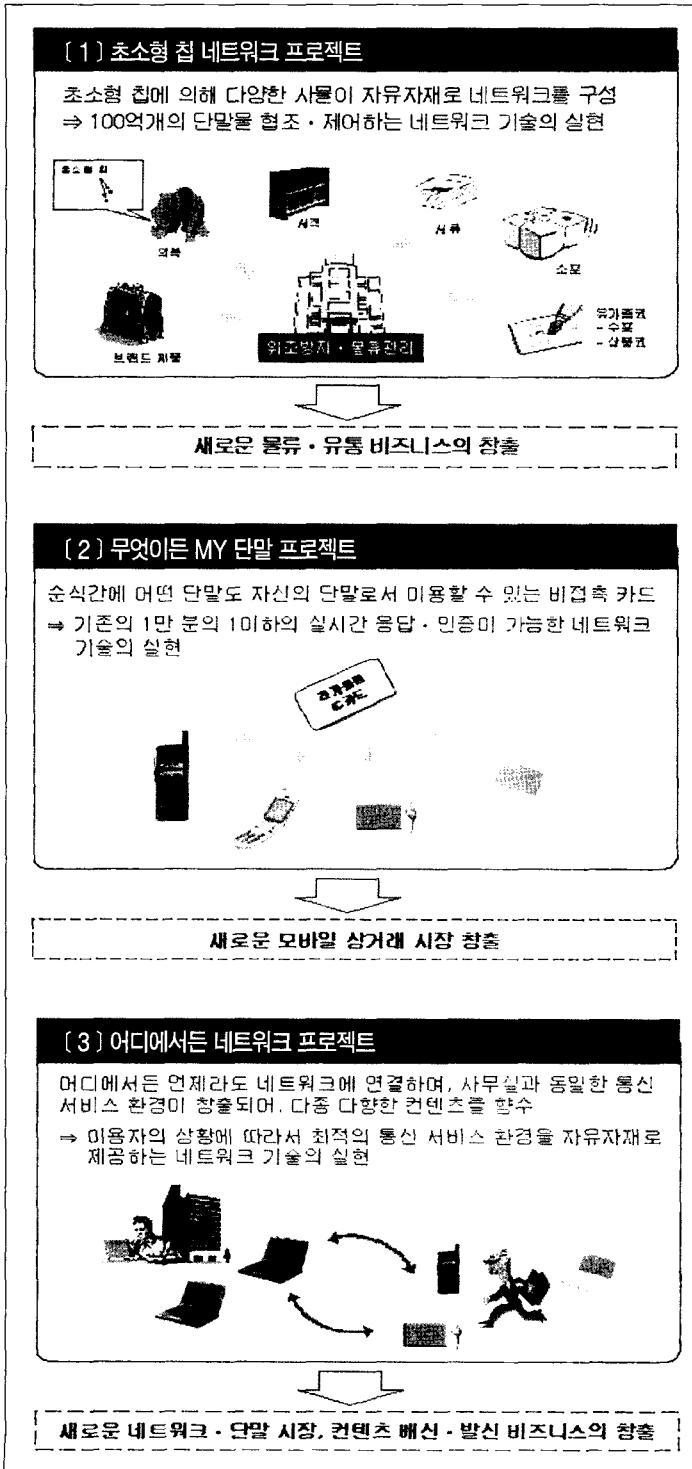 〔1〕초소형 칩 네트워크 프로젝트
초소형 칩에 의해 다양한 사물이 자유자재로 네트워크를 구성
⇒ 100억개의 단말물 협조・제어하는 네트워크 기술의 실현
초소형 칩
의복
서적
서류
소포
브랜드 제품
위조방지・물류관리
유가증권
- 수표
- 상품권
새로운 물류・유통 비즈니스의 창출
〔2〕무엇이든 MY 단말 프로젝트
순식간에 어떤 단말도 자신의 단말로서 이용할 수 있는 비접촉 카드
⇒ 기존의 1만 분의 1이하의 실시간 응답・인증이 가능한 네트워크
기술의 실현
IC카드
새로운 모바일 상거래 시장 창출
〔3〕어디에서든 네트워크 프로젝트
어디에서든 언제라도 네트워크에 연결하며, 사무실과 동일한 통신
서비스 환경이 창출되어, 다종 다양한 컨텐츠를 향수
⇒ 이용자의 상황에 따라서 최적의 통신 서비스 환경을 자유자재로
제공하는 네트워크 기술의 실현
새로운 네트워크・단말 시장, 컨텐츠 배신・발신 비즈니스의 창출